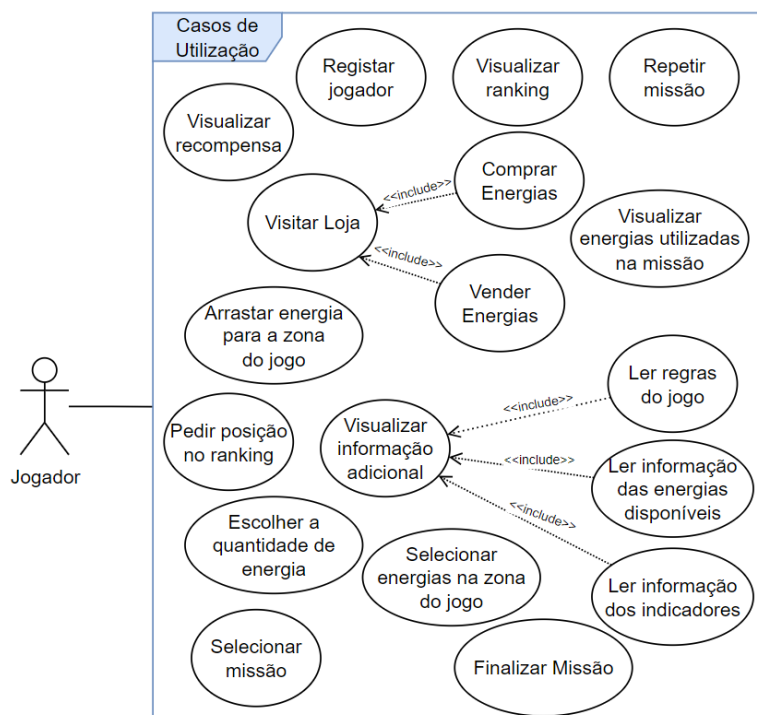 Casos de
Utilização
Registar
jogador
Visualizar
ranking
Repetir
missão
Visualizar
recompensa
<<include>>
Comprar
Energias
Visitar Loja
Visualizar
energias utilizadas
na missão
<<include>>
Vender
Energias
Arrastar energia
para a zona
do jogo
Ler regras
do jogo
<<include>>
Jogador
Pedir posição
no ranking
Visualizar
informação
adicional
<<include>>
Ler informação
das energias
disponíveis
<<include>>
Escolher a
quantidade de
energia
Selecionar
energias na zona
do jogo
Ler informação
dos indicadores
Selecionar
missão
Finalizar Missão